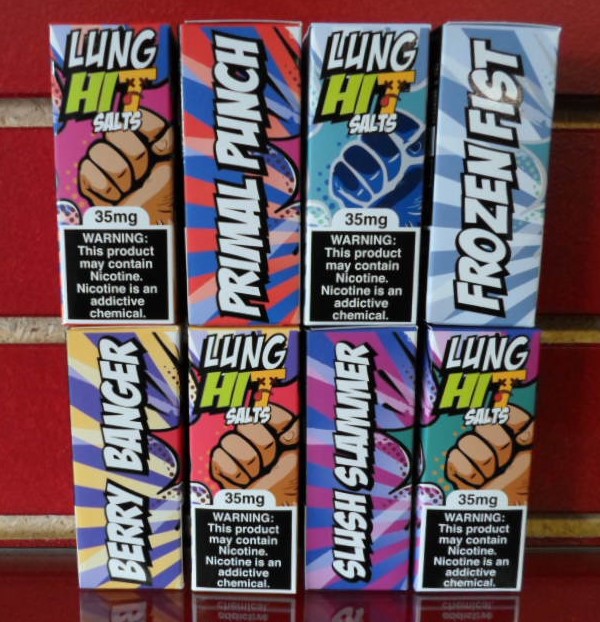 LUNG
HIT
SALTS
35mg
WARNING:
This product
may contain
Nicotine.
Nicotine is an
addictive
chemical.
PRIMAL PUNCH
LUNG
HIT
SALTS
35mg
WARNING:
This product
may contain
Nicotine.
Nicotine is an
addictive
chemical.
FROZEN FIST
BERRY BANGER
LUNG
HIT
SALTS
35mg
WARNING:
This product
may contain
Nicotine.
Nicotine is an
addictive
chemical.
SLUSH SLAMMER
LUNG
HIT
SALTS
35mg
WARNING:
This product
may contain
Nicotine.
Nicotine is an
addictive
chemical.